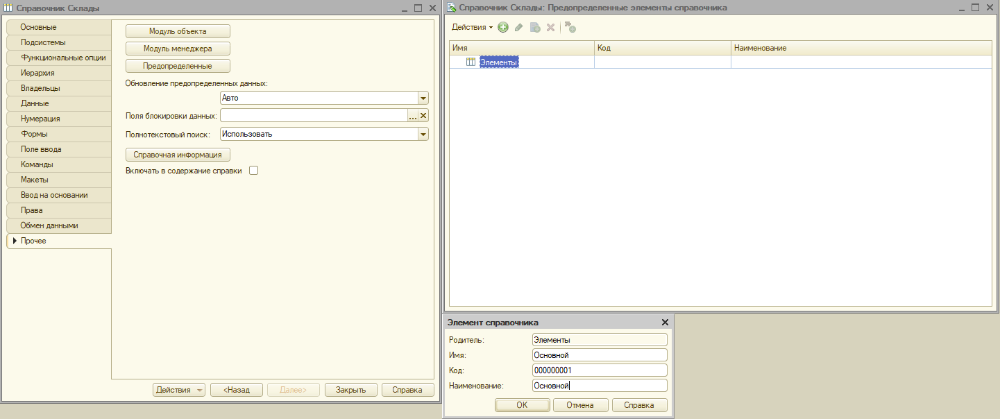 Справочник Склады
Основные
Подсистемы
Функциональные опции
Иерархия
Владельцы
Данные
Нумерация
Формы
Поле ввода
Команды
Макеты
Ввод на основании
Права
Обмен данными
Прочее
Модуль объекта
Модуль менеджера
Предопределенные
Обновление предопределенных данных:
Авто
Поля блокировки данных:
...
Полнотекстовый поиск: Использовать
Справочная информация
Включать в содержание справки
Действия <Назад Далее> Закрыть Справка
Справочник Склады: Предопределенные элементы справочника
Действия
Имя Код Наименование
Элементы
Элемент справочника
Родитель: Элементы
Имя: Основной
Код: 000000001
Наименование: Основной
OK Отмена Справка